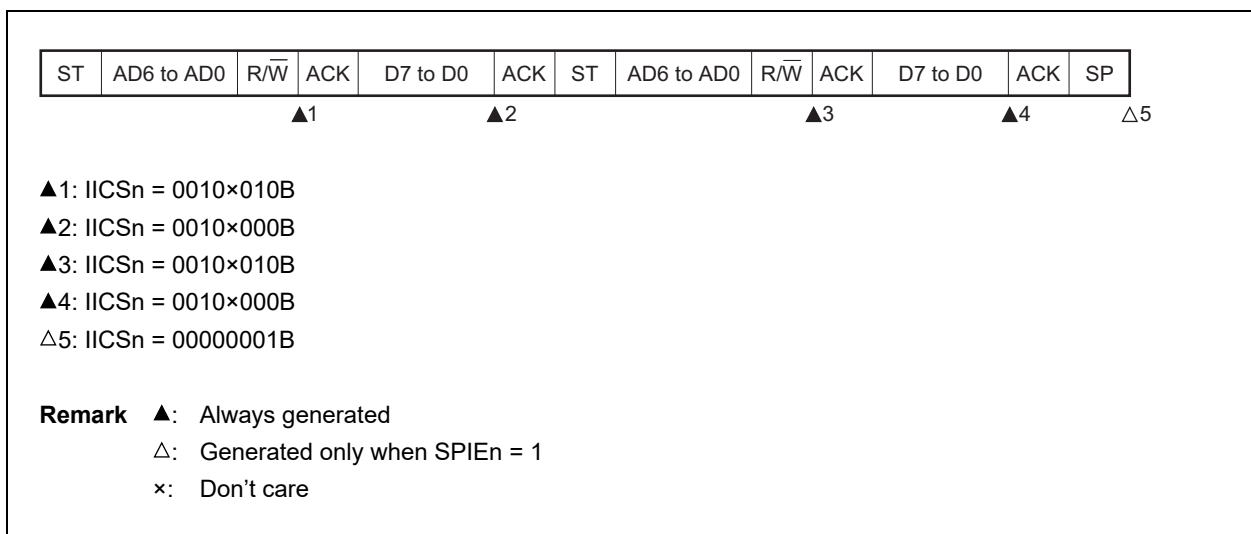 ST AD6 to AD0 R/W̅ ACK D7 to D0 ACK ST AD6 to AD0 R/W̅ ACK D7 to D0 ACK SP
▲1 ▲2 ▲3 ▲4 △5
▲1: IICSn = 0010×010B
▲2: IICSn = 0010×000B
▲3: IICSn = 0010×010B
▲4: IICSn = 0010×000B
△5: IICSn = 00000001B
Remark ▲: Always generated
△: Generated only when SPIEn = 1
×: Don't care